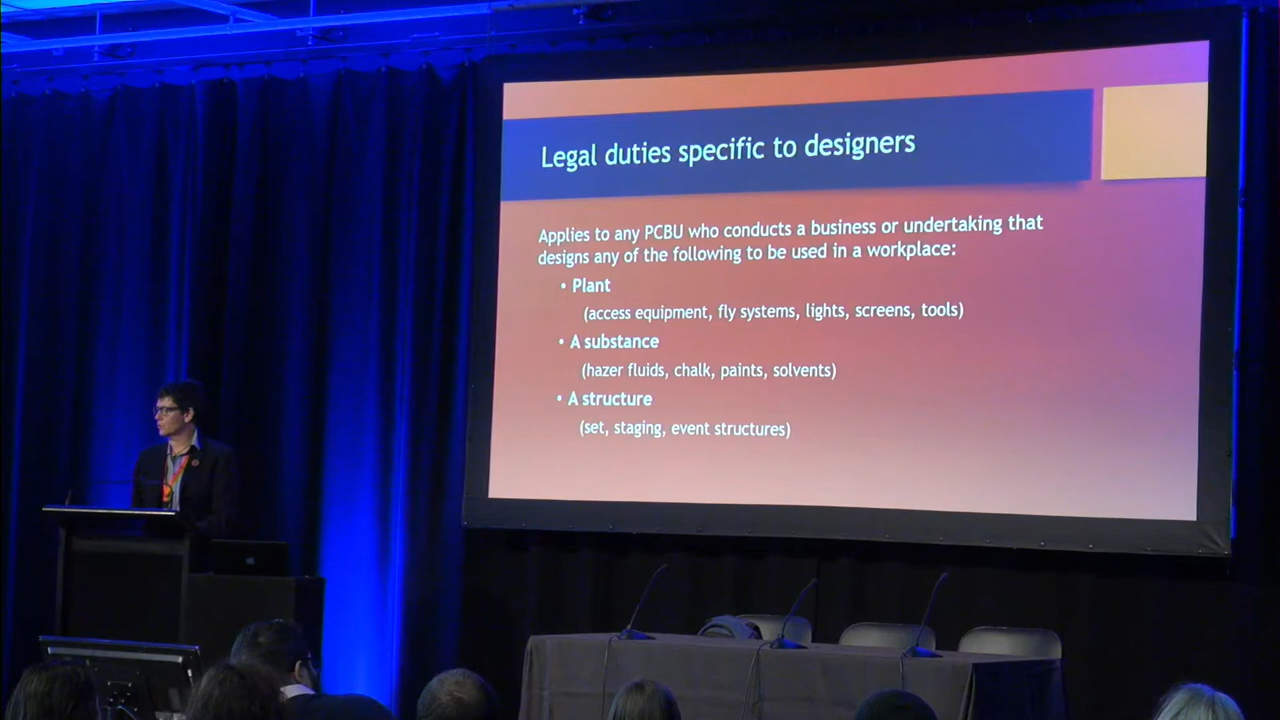 Legal duties specific to designers
Applies to any PCBU who conducts a business or undertaking that
designs any of the following to be used in a workplace:
• Plant
(access equipment, fly systems, lights, screens, tools)
• A substance
(hazer fluids, chalk, paints, solvents)
• A structure
(set, staging, event structures)